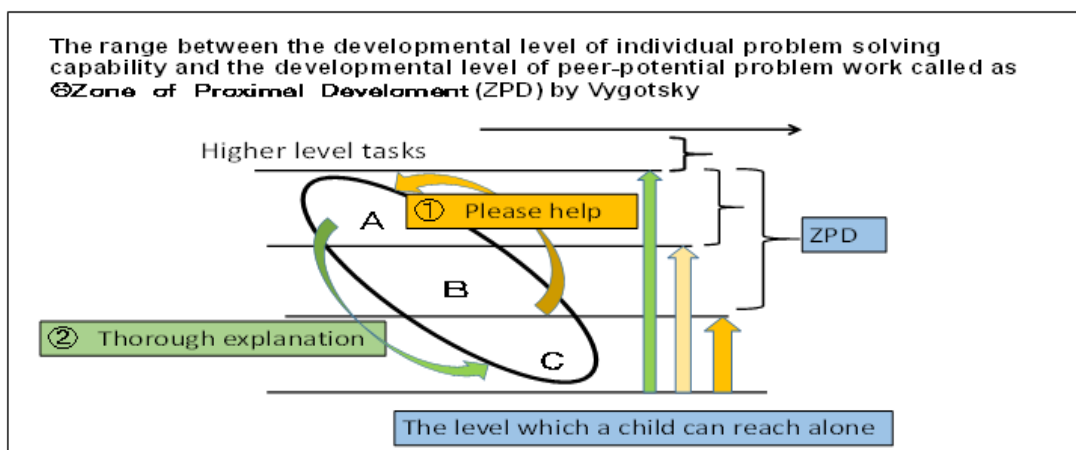 The range between the developmental level of individual problem solving
capability and the developmental level of peer-potential problem work called as
Zone of Proximal Develoment (ZPD) by Vygotsky
Higher level tasks
A
① Please help
ZPD
B
② Thorough explanation
C
The level which a child can reach alone